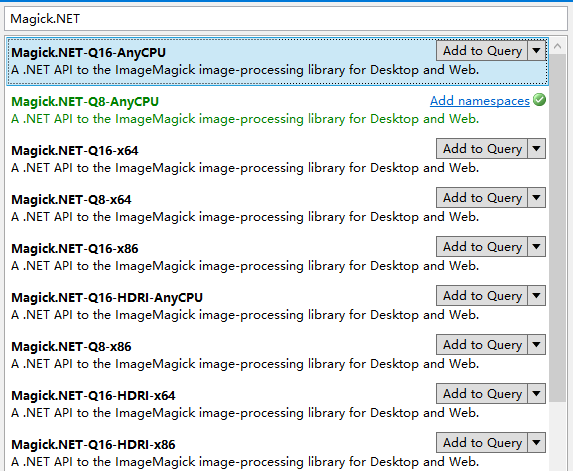 Magick.NET
Magick.NET-Q16-AnyCPU Add to Query
A .NET API to the ImageMagick image-processing library for Desktop and Web.
Magick.NET-Q8-AnyCPU Add namespaces
A .NET API to the ImageMagick image-processing library for Desktop and Web.
Magick.NET-Q16-x64 Add to Query
A .NET API to the ImageMagick image-processing library for Desktop and Web.
Magick.NET-Q8-x64 Add to Query
A .NET API to the ImageMagick image-processing library for Desktop and Web.
Magick.NET-Q16-x86 Add to Query
A .NET API to the ImageMagick image-processing library for Desktop and Web.
Magick.NET-Q16-HDRI-AnyCPU Add to Query
A .NET API to the ImageMagick image-processing library for Desktop and Web.
Magick.NET-Q8-x86 Add to Query
A .NET API to the ImageMagick image-processing library for Desktop and Web.
Magick.NET-Q16-HDRI-x64 Add to Query
A .NET API to the ImageMagick image-processing library for Desktop and Web.
Magick.NET-Q16-HDRI-x86 Add to Query
A .NET API to the ImageMagick image-processing library for Desktop and Web.